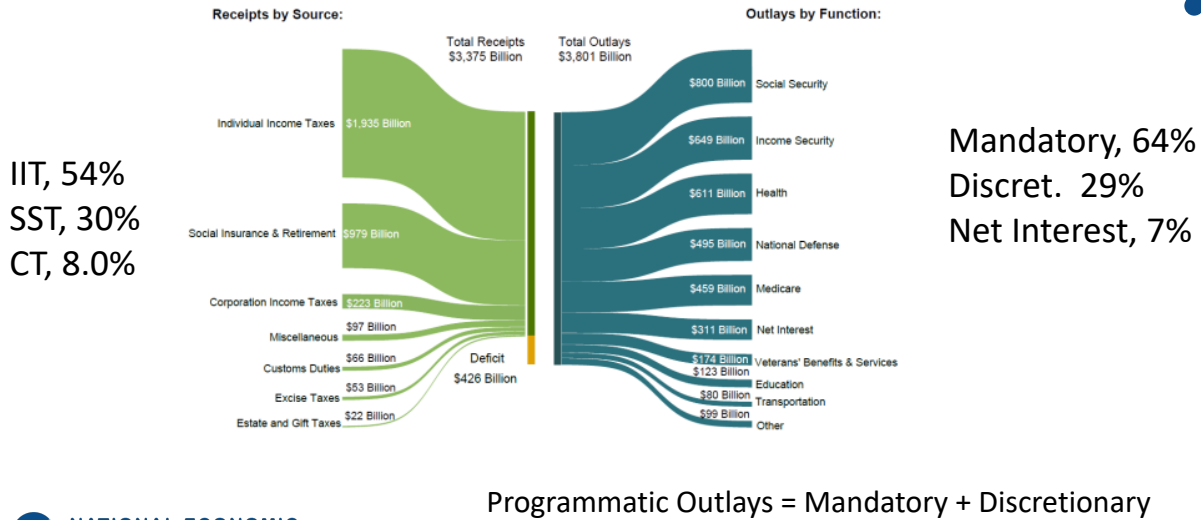 Receipts by Source:
Outlays by Function:
Total Receipts
$3,375 Billion
Total Outlays
$3,801 Billion
Individual Income Taxes
$1,935 Billion
Social Insurance & Retirement
$979 Billion
Corporation Income Taxes
$223 Billion
Miscellaneous
$97 Billion
Customs Duties
$66 Billion
Excise Taxes
$53 Billion
Estate and Gift Taxes
$22 Billion
Deficit
$426 Billion
$800 Billion
Social Security
$649 Billion
Income Security
$611 Billion
Health
$495 Billion
National Defense
$459 Billion
Medicare
$311 Billion
Net Interest
$174 Billion
Veterans' Benefits & Services
$123 Billion
Education
$80 Billion
Transportation
$99 Billion
Other
IIT, 54%
SST, 30%
CT, 8.0%
Mandatory, 64%
Discret. 29%
Net Interest, 7%
Programmatic Outlays = Mandatory + Discretionary
NATIONAL ECONOMIC